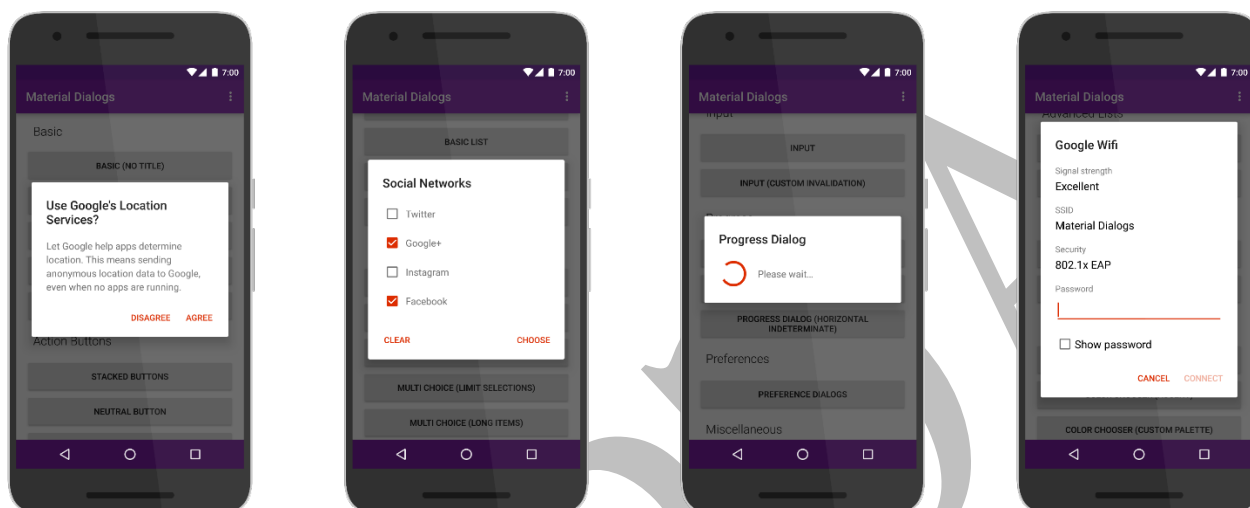 7:00
Material Dialogs
Basic
BASIC (NO TITLE)
Use Google's Location
Services?
Let Google help apps determine
location. This means sending
anonymous location data to Google,
even when no apps are running.
DISAGREE AGREE
Action Buttons
STACKED BUTTONS
NEUTRAL BUTTON
7:00
Material Dialogs
BASIC LIST
Social Networks
Twitter
Google+
Instagram
Facebook
CLEAR CHOOSE
MULTI CHOICE (LIMIT SELECTIONS)
MULTI CHOICE (LONG ITEMS)
7:00
Material Dialogs
Input
INPUT
INPUT (CUSTOM INVALIDATION)
Progress Dialog
Please wait...
PROGRESS DIALOG (HORIZONTAL
INDETERMINATE)
Preferences
PREFERENCE DIALOGS
Miscellaneous
7:00
Material Dialogs
Advanced Lists
Google Wifi
Signal strength
Excellent
SSID
Material Dialogs
Security
802.1x EAP
Password
Show password
CANCEL CONNECT
COLOR CHOOSER (CUSTOM PALETTE)